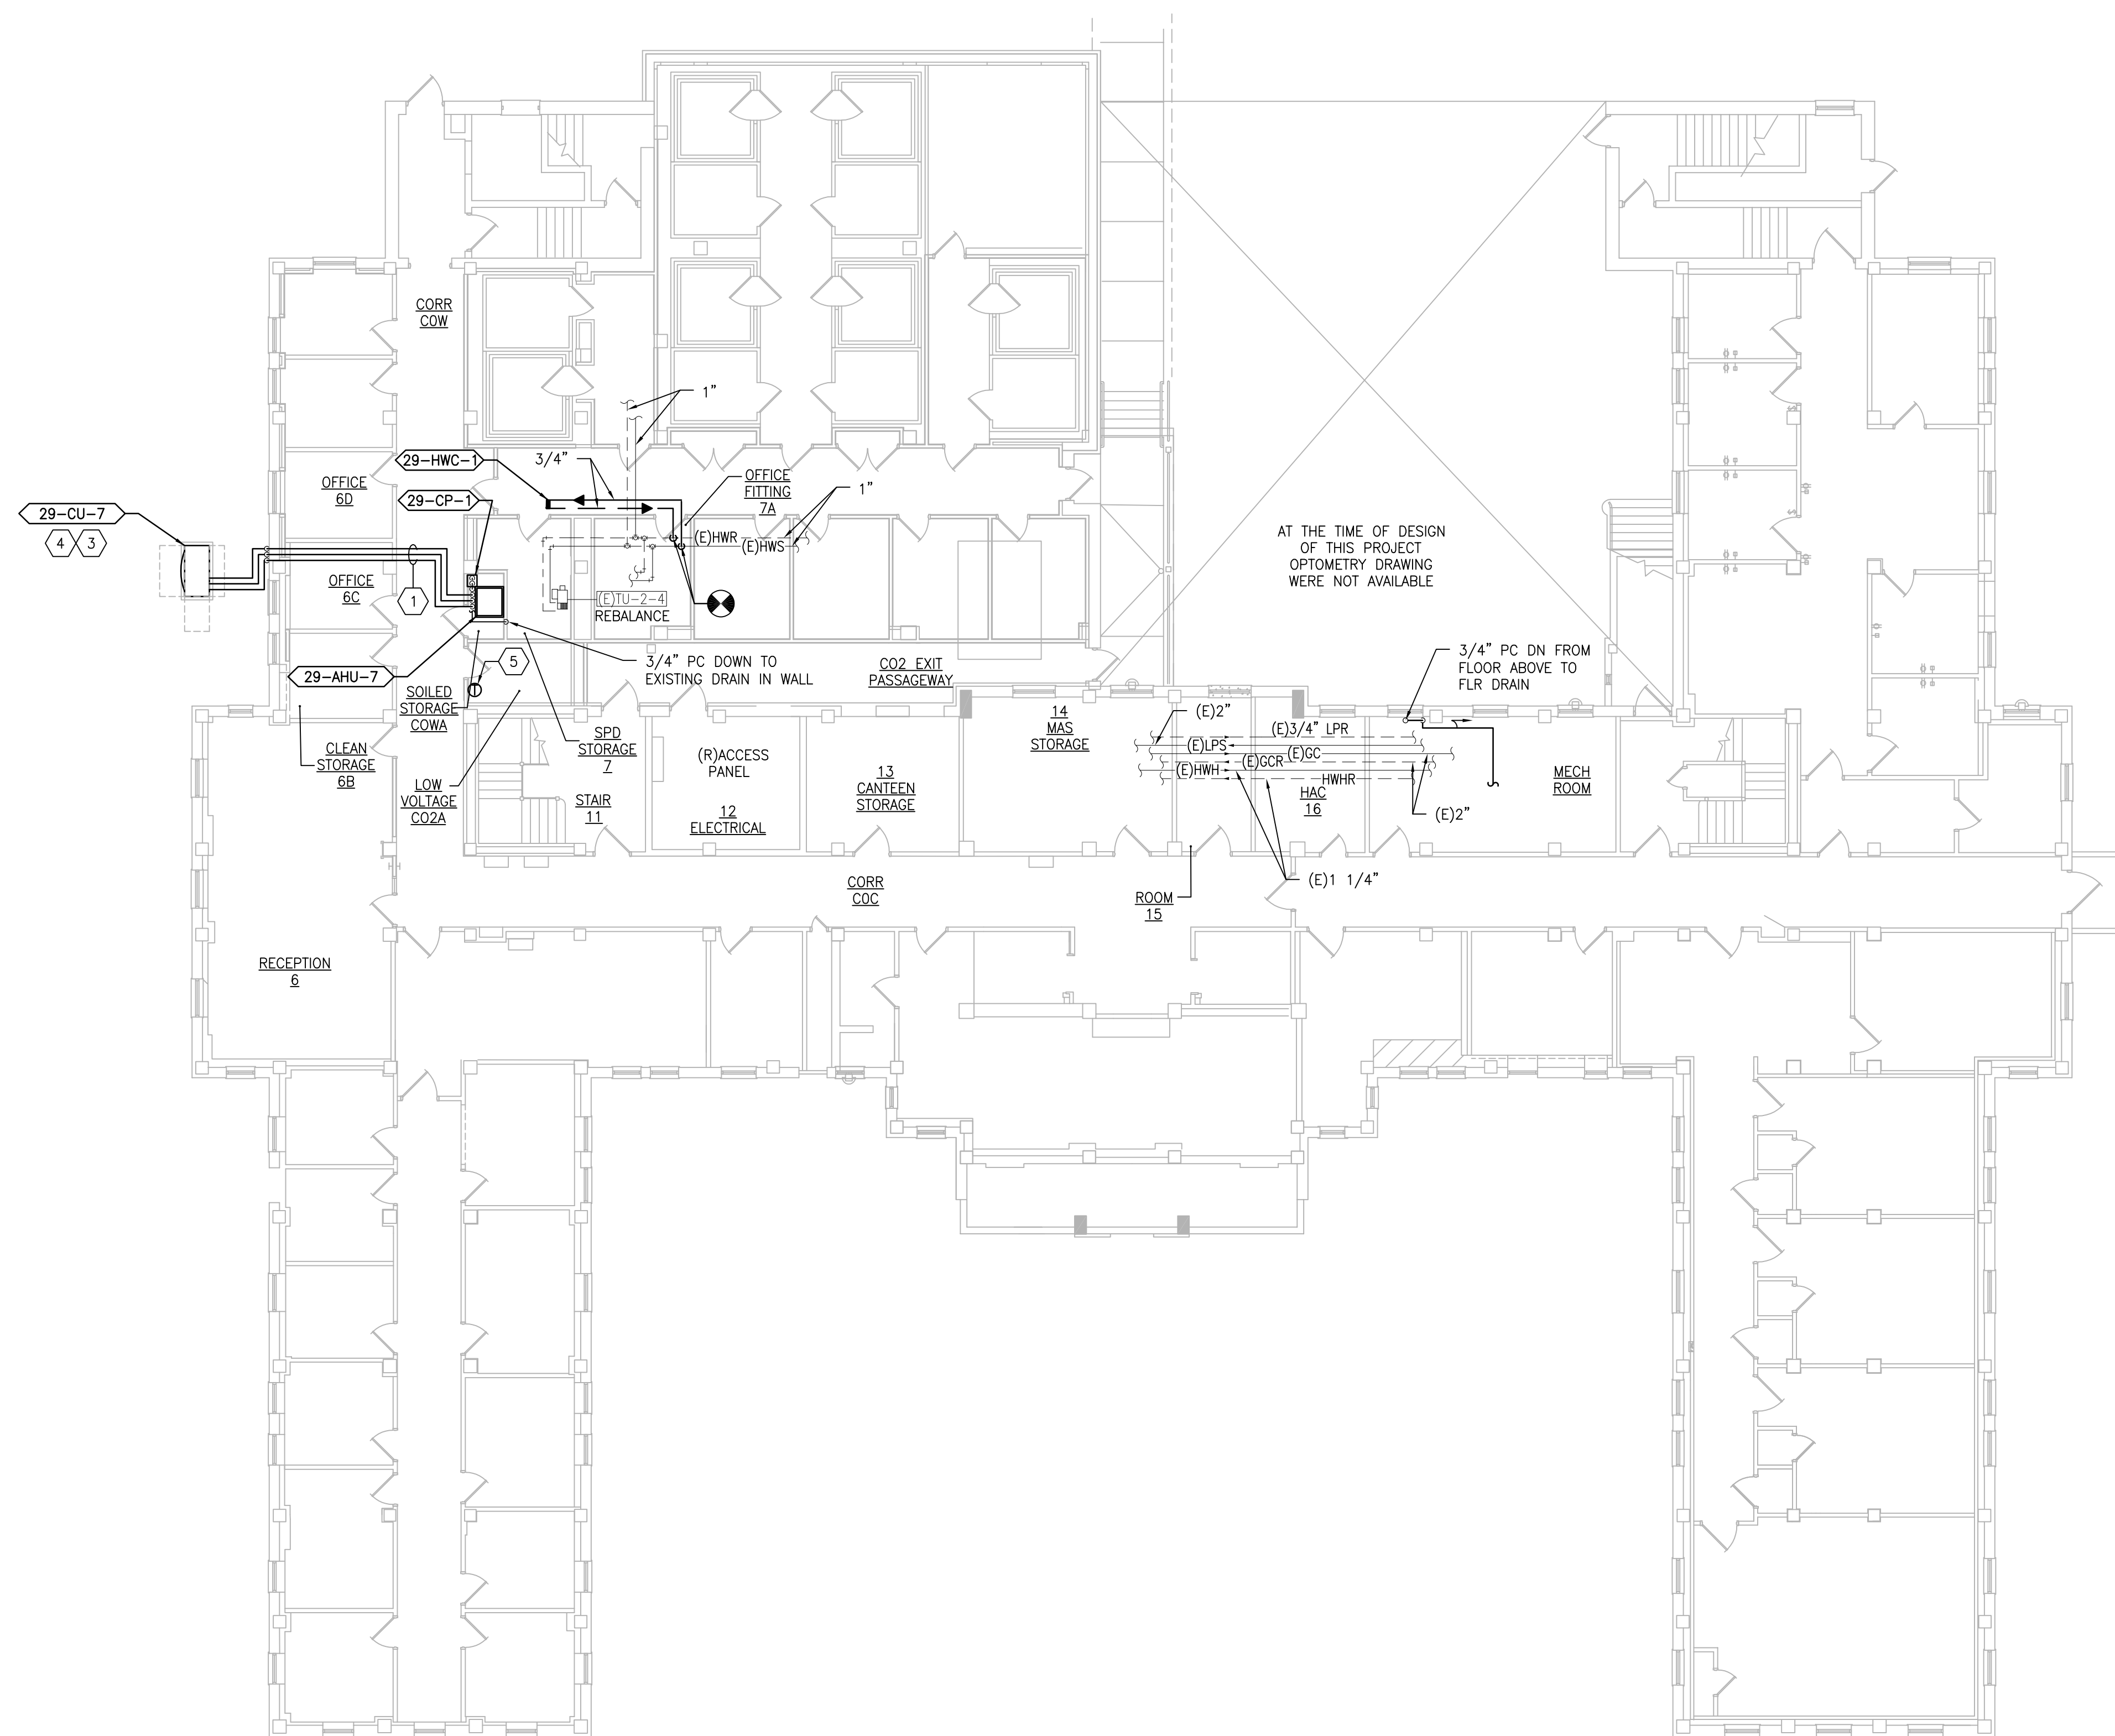 CORR
COW
1"
29-HWC-1
3/4"
OFFICE
FITTING
7A
1"
OFFICE
6D
29-CP-1
29-CU-7
4
3
(E)HWR
(E)HWS
AT THE TIME OF DESIGN
OF THIS PROJECT
OPTOMETRY DRAWING
WERE NOT AVAILABLE
OFFICE
6C
1
(E)TU-2-4
REBALANCE
29-AHU-7
5
3/4" PC DOWN TO
EXISTING DRAIN IN WALL
CO2 EXIT
PASSAGEWAY
3/4" PC DN FROM
FLOOR ABOVE TO
FLR DRAIN
SOILED
STORAGE
COWA
14
MAS
STORAGE
(E)2"
(E)3/4" LPR
(E)LPS
(E)GC
(E)GCR
(E)HWH
HWHR
SPD
STORAGE
7
CLEAN
STORAGE
6B
(R)ACCESS
PANEL
13
CANTEEN
STORAGE
MECH
ROOM
LOW
VOLTAGE
CO2A
STAIR
11
12
ELECTRICAL
HAC
16
(E)2"
CORR
COC
ROOM
15
(E)1 1/4"
RECEPTION
6